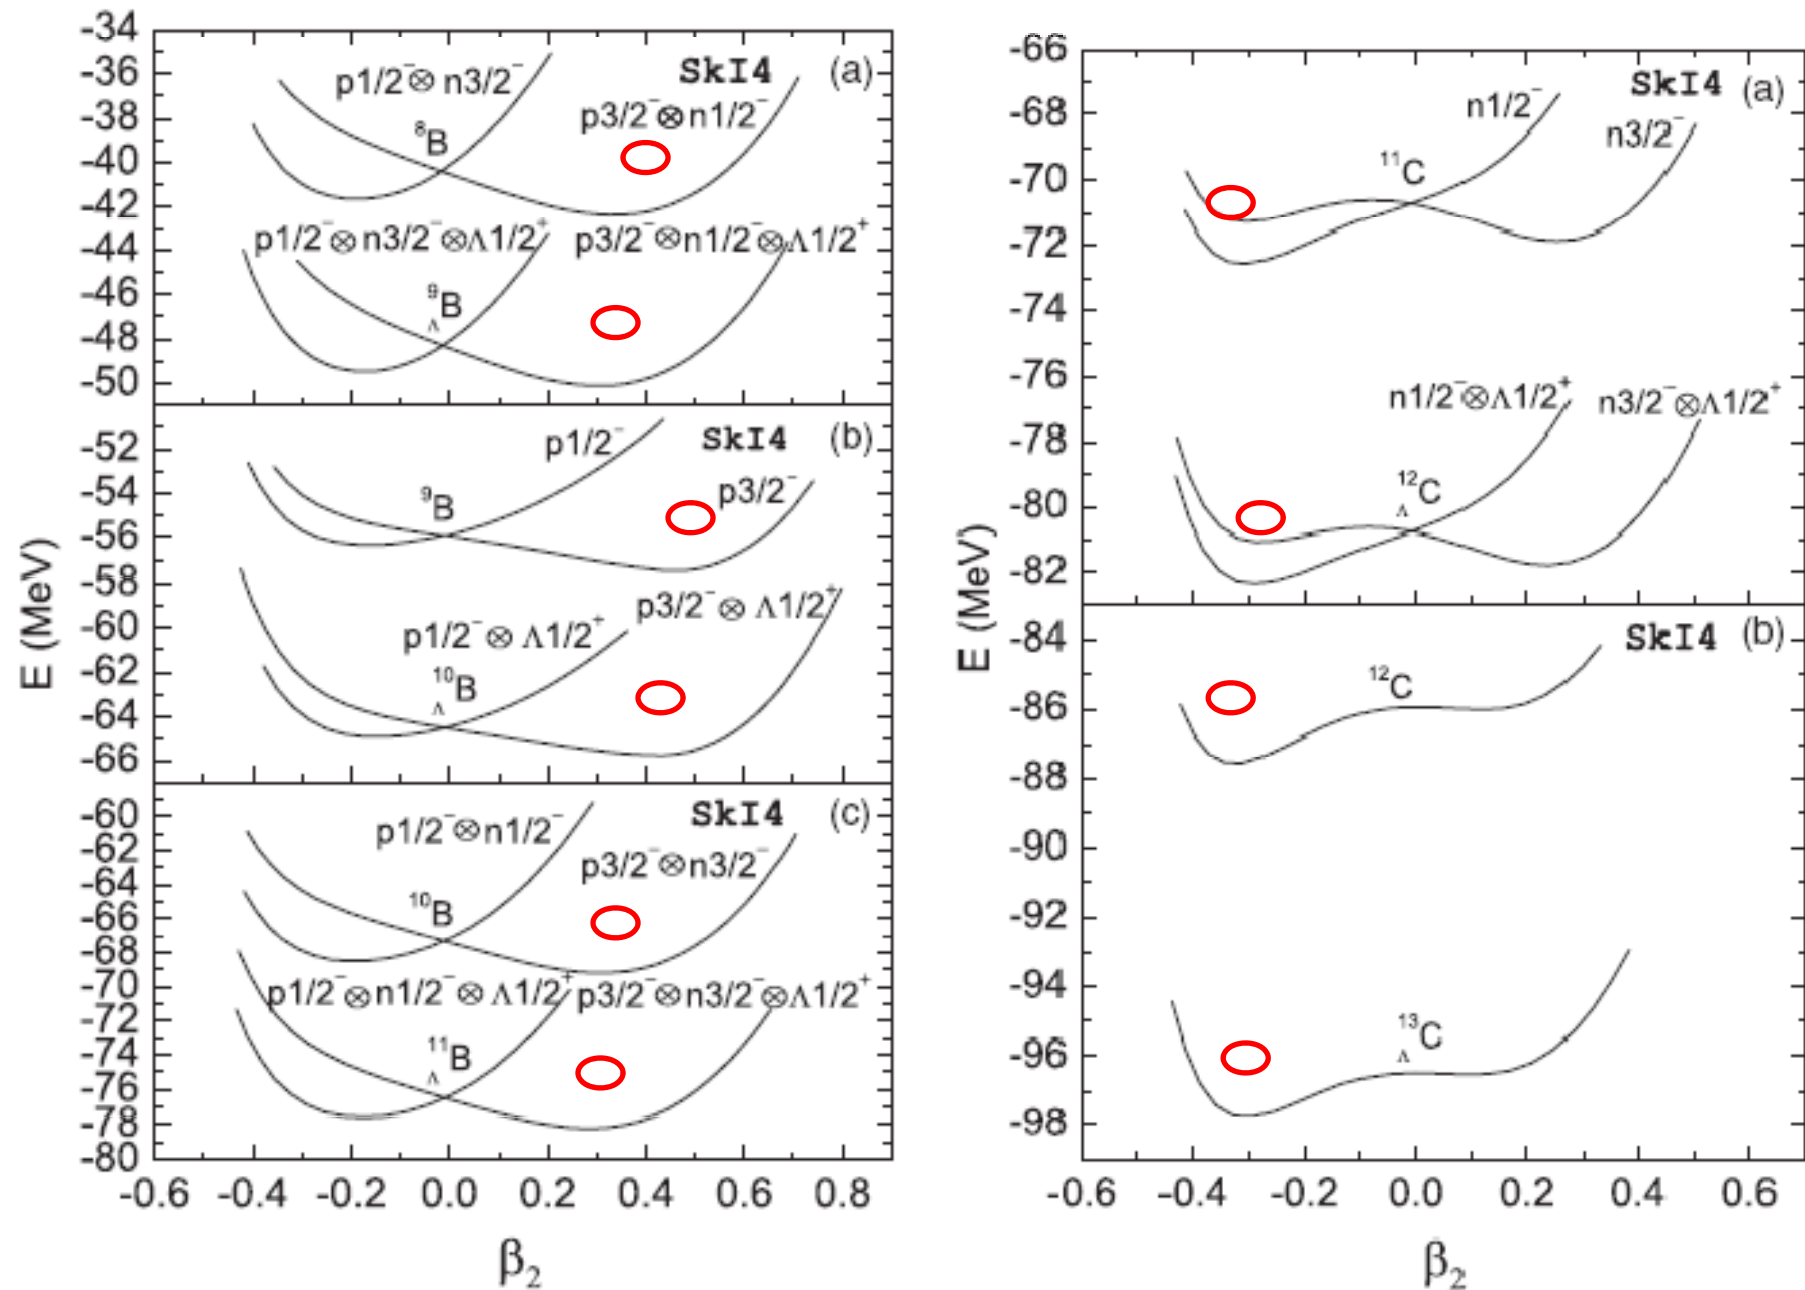 E (MeV)
-34
-36
-38
-40
-42
-44
-46
-48
-50
p1/2⁻⊗ n3/2⁻
SkI4 (a)
p3/2⁻⊗n1/2⁻
⁸B
p1/2⁻⊗n3/2⁻⊗Λ1/2⁺
p3/2⁻⊗n1/2⁻⊗Λ1/2⁺
⁹B
Λ
-52
-54
-56
-58
-60
-62
-64
-66
p1/2⁻
SkI4 (b)
p3/2⁻
⁹B
p3/2⁻⊗ Λ1/2⁺
p1/2⁻⊗ Λ1/2⁺
¹⁰B
Λ
-60
-62
-64
-66
-68
-70
-72
-74
-76
-78
-80
SkI4 (c)
p1/2⁻⊗n1/2⁻
p3/2⁻⊗n3/2⁻
¹⁰B
p1/2⁻⊗n1/2⁻⊗ Λ1/2⁺
p3/2⁻⊗n3/2⁻⊗Λ1/2⁺
¹¹B
Λ
-0.6 -0.4 -0.2 0.0 0.2 0.4 0.6 0.8
β₂
E (MeV)
-66
-68
-70
-72
-74
-76
-78
-80
-82
SkI4 (a)
n1/2⁻
n3/2⁻
¹¹C
n1/2⁻⊗Λ1/2⁺
n3/2⁻⊗Λ1/2⁺
¹²C
Λ
-84
-86
-88
-90
-92
-94
-96
-98
SkI4 (b)
¹²C
¹³C
Λ
-0.6 -0.4 -0.2 0.0 0.2 0.4 0.6
β₂